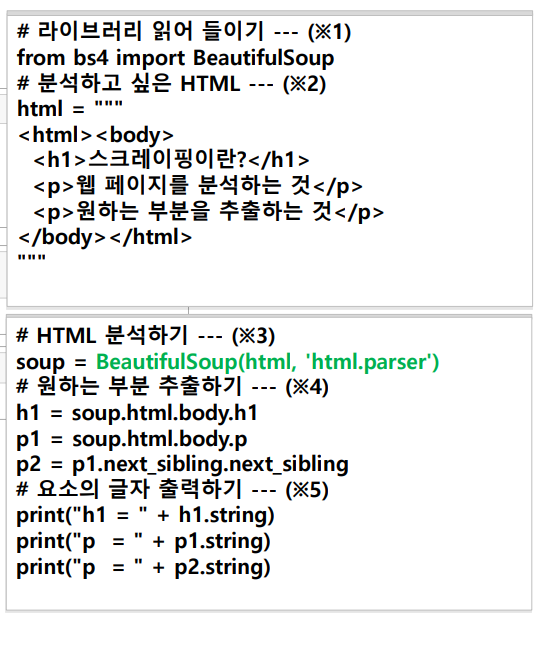 # 라이브러리 읽어 들이기 --- (※1)
from bs4 import BeautifulSoup
# 분석하고 싶은 HTML --- (※2)
html = """
<html><body>
  <h1>스크레이핑이란?</h1>
  <p>웹 페이지를 분석하는 것</p>
  <p>원하는 부분을 추출하는 것</p>
</body></html>
"""
# HTML 분석하기 --- (※3)
soup = BeautifulSoup(html, 'html.parser')
# 원하는 부분 추출하기 --- (※4)
h1 = soup.html.body.h1
p1 = soup.html.body.p
p2 = p1.next_sibling.next_sibling
# 요소의 글자 출력하기 --- (※5)
print("h1 = " + h1.string)
print("p  = " + p1.string)
print("p  = " + p2.string)